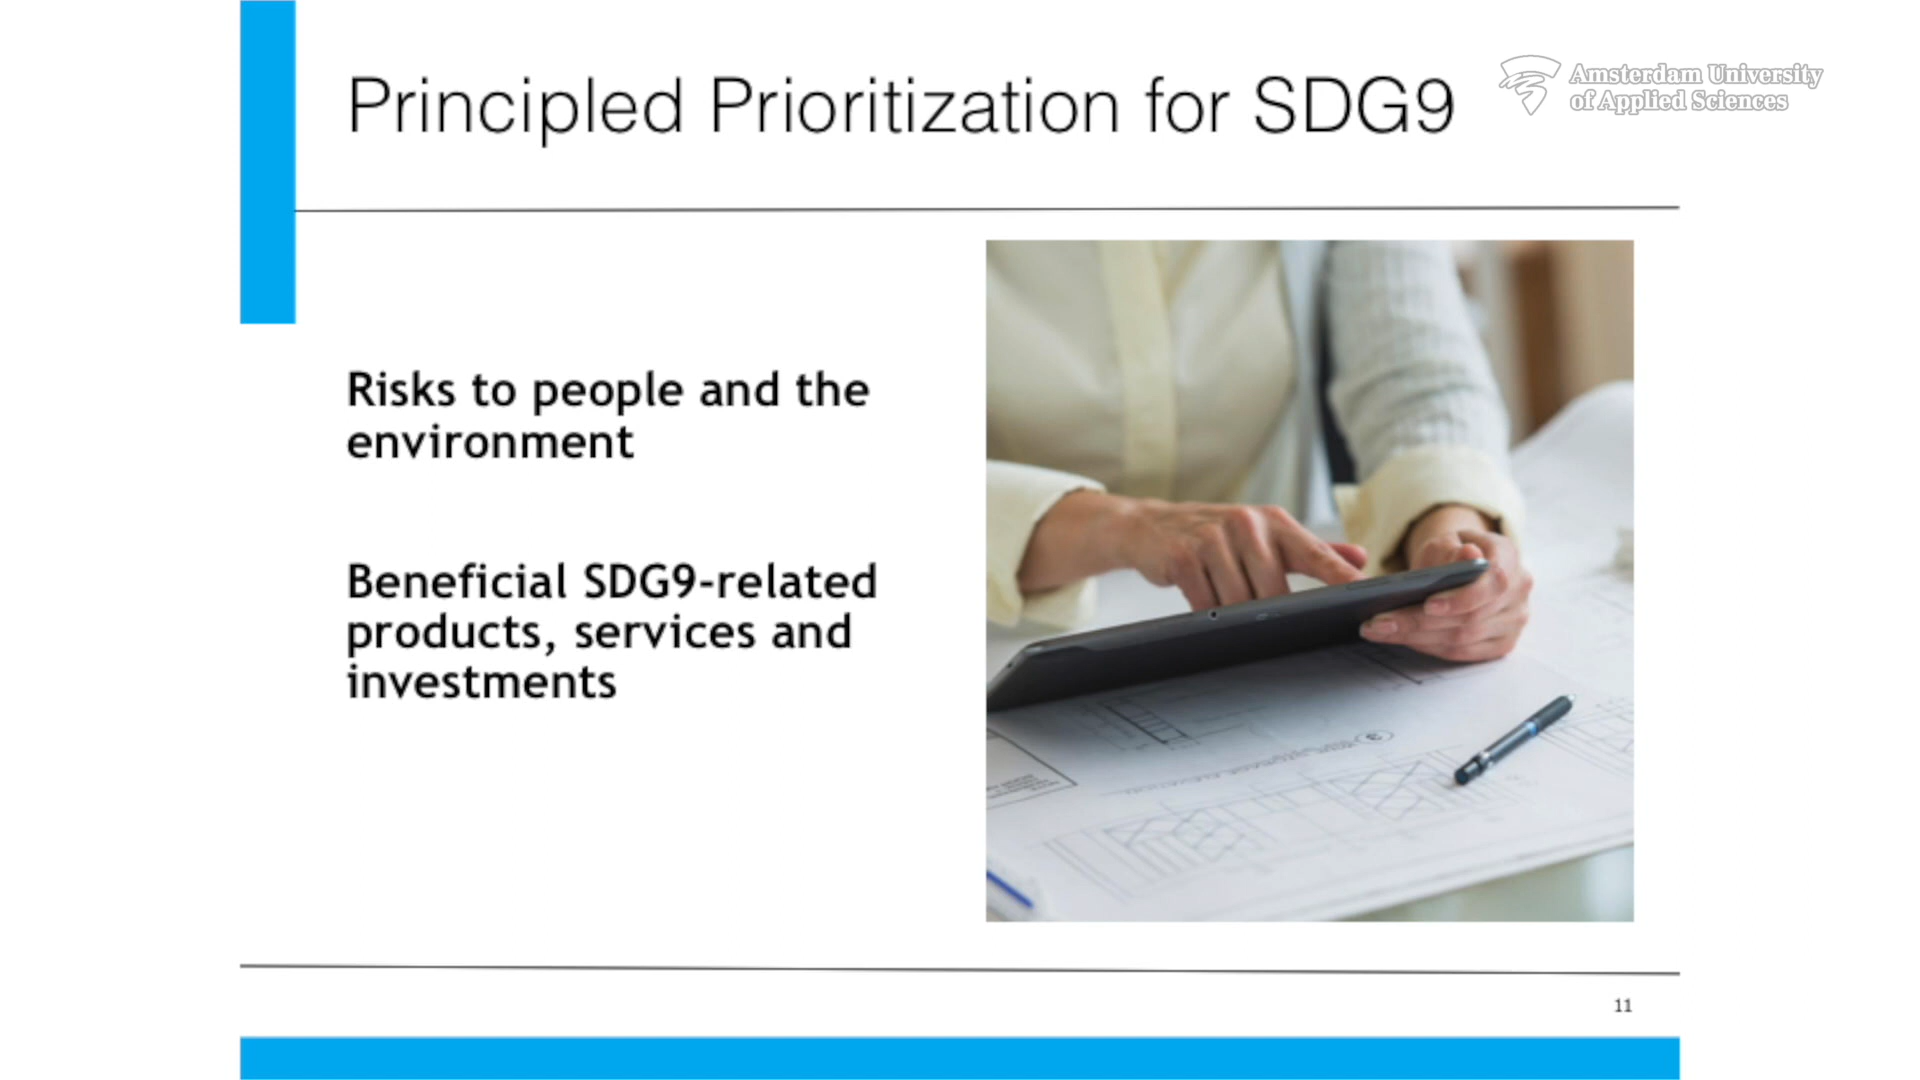 Principled Prioritization for SDG9
Amsterdam University
of Applied Sciences
Risks to people and the
environment
Beneficial SDG9-related
products, services and
investments
11